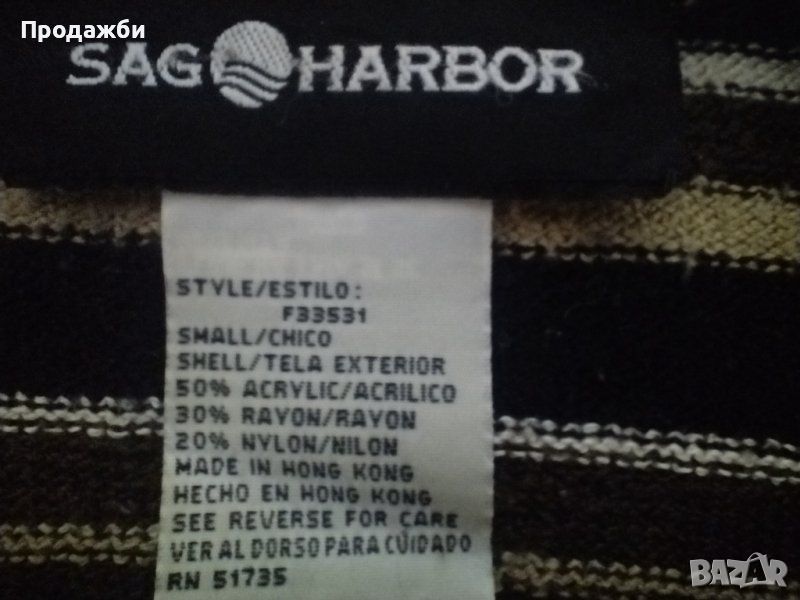 Продажби
SAG HARBOR
STYLE/ESTILO:
F33531
SMALL/CHICO
SHELL/TELA EXTERIOR
50% ACRYLIC/ACRILICO
30% RAYON/RAYON
20% NYLON/NILON
MADE IN HONG KONG
HECHO EN HONG KONG
SEE REVERSE FOR CARE
VER AL DORSO PARA CUIDADO
RN 51735
BAZAR